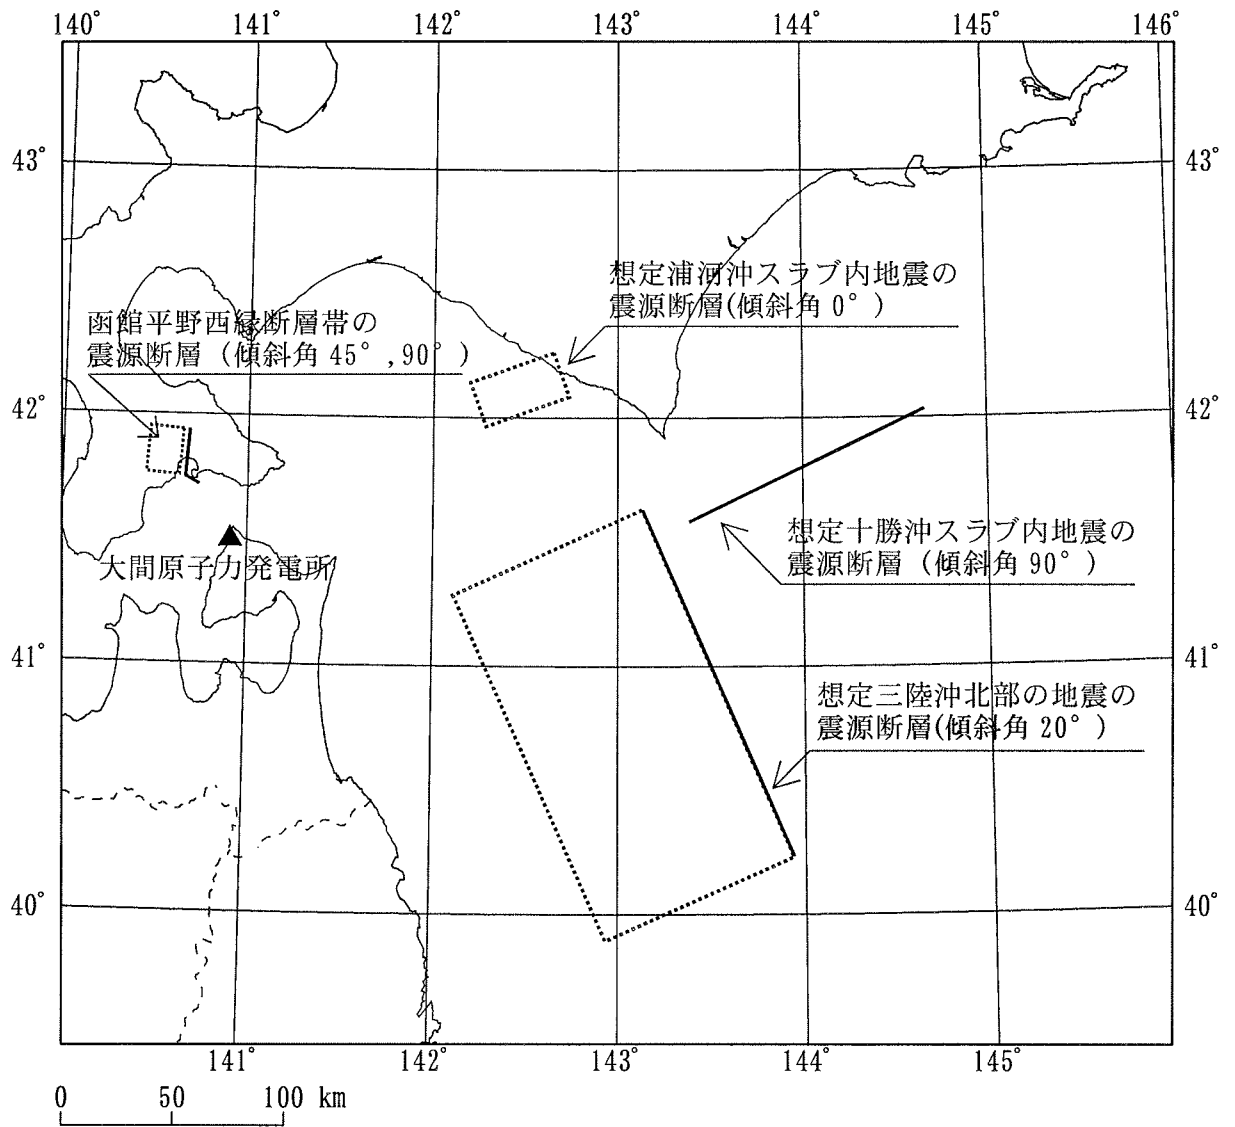 140° 141° 142° 143° 144° 145° 146°
43° 43°
想定浦河沖スラブ内地震の
震源断層(傾斜角 0°)
函館平野西縁断層帯の
震源断層 (傾斜角 45°,90°)
42° 42°
想定十勝沖スラブ内地震の
震源断層 (傾斜角 90°)
大間原子力発電所
41° 41°
想定三陸沖北部の地震の
震源断層(傾斜角 20°)
40° 40°
141° 142° 143° 144° 145°
0 50 100 km